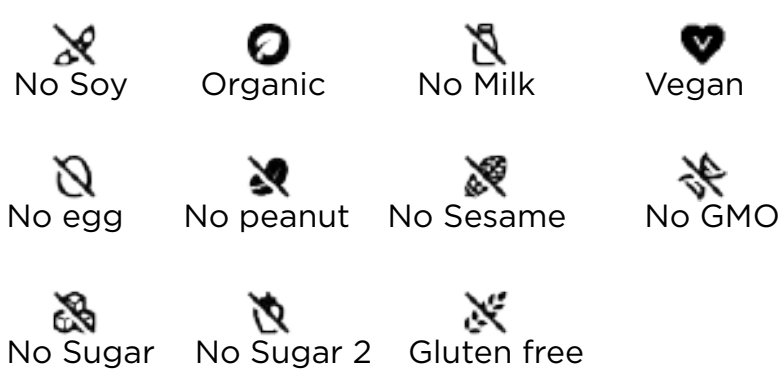 No Soy Organic No Milk Vegan
No egg No peanut No Sesame No GMO
No Sugar No Sugar 2 Gluten free